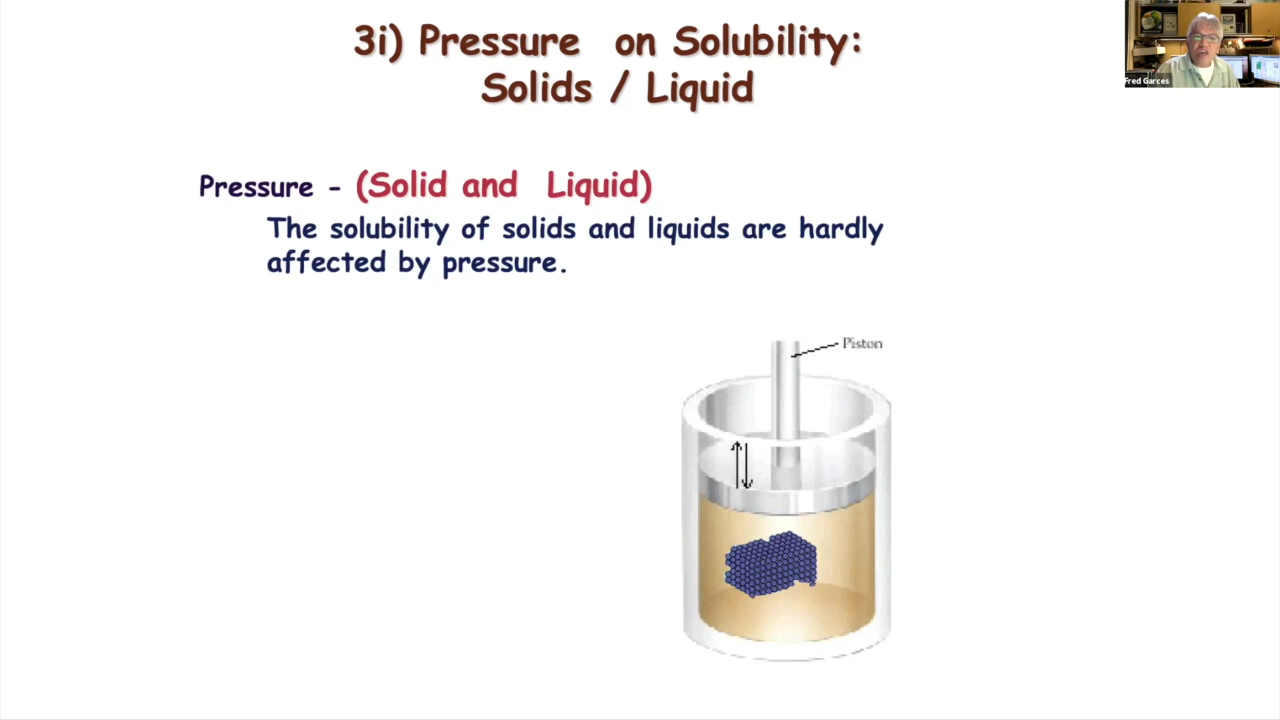 3i) Pressure on Solubility:
Solids / Liquid
Fred Garces
Pressure - (Solid and Liquid)
The solubility of solids and liquids are hardly
affected by pressure.
Piston